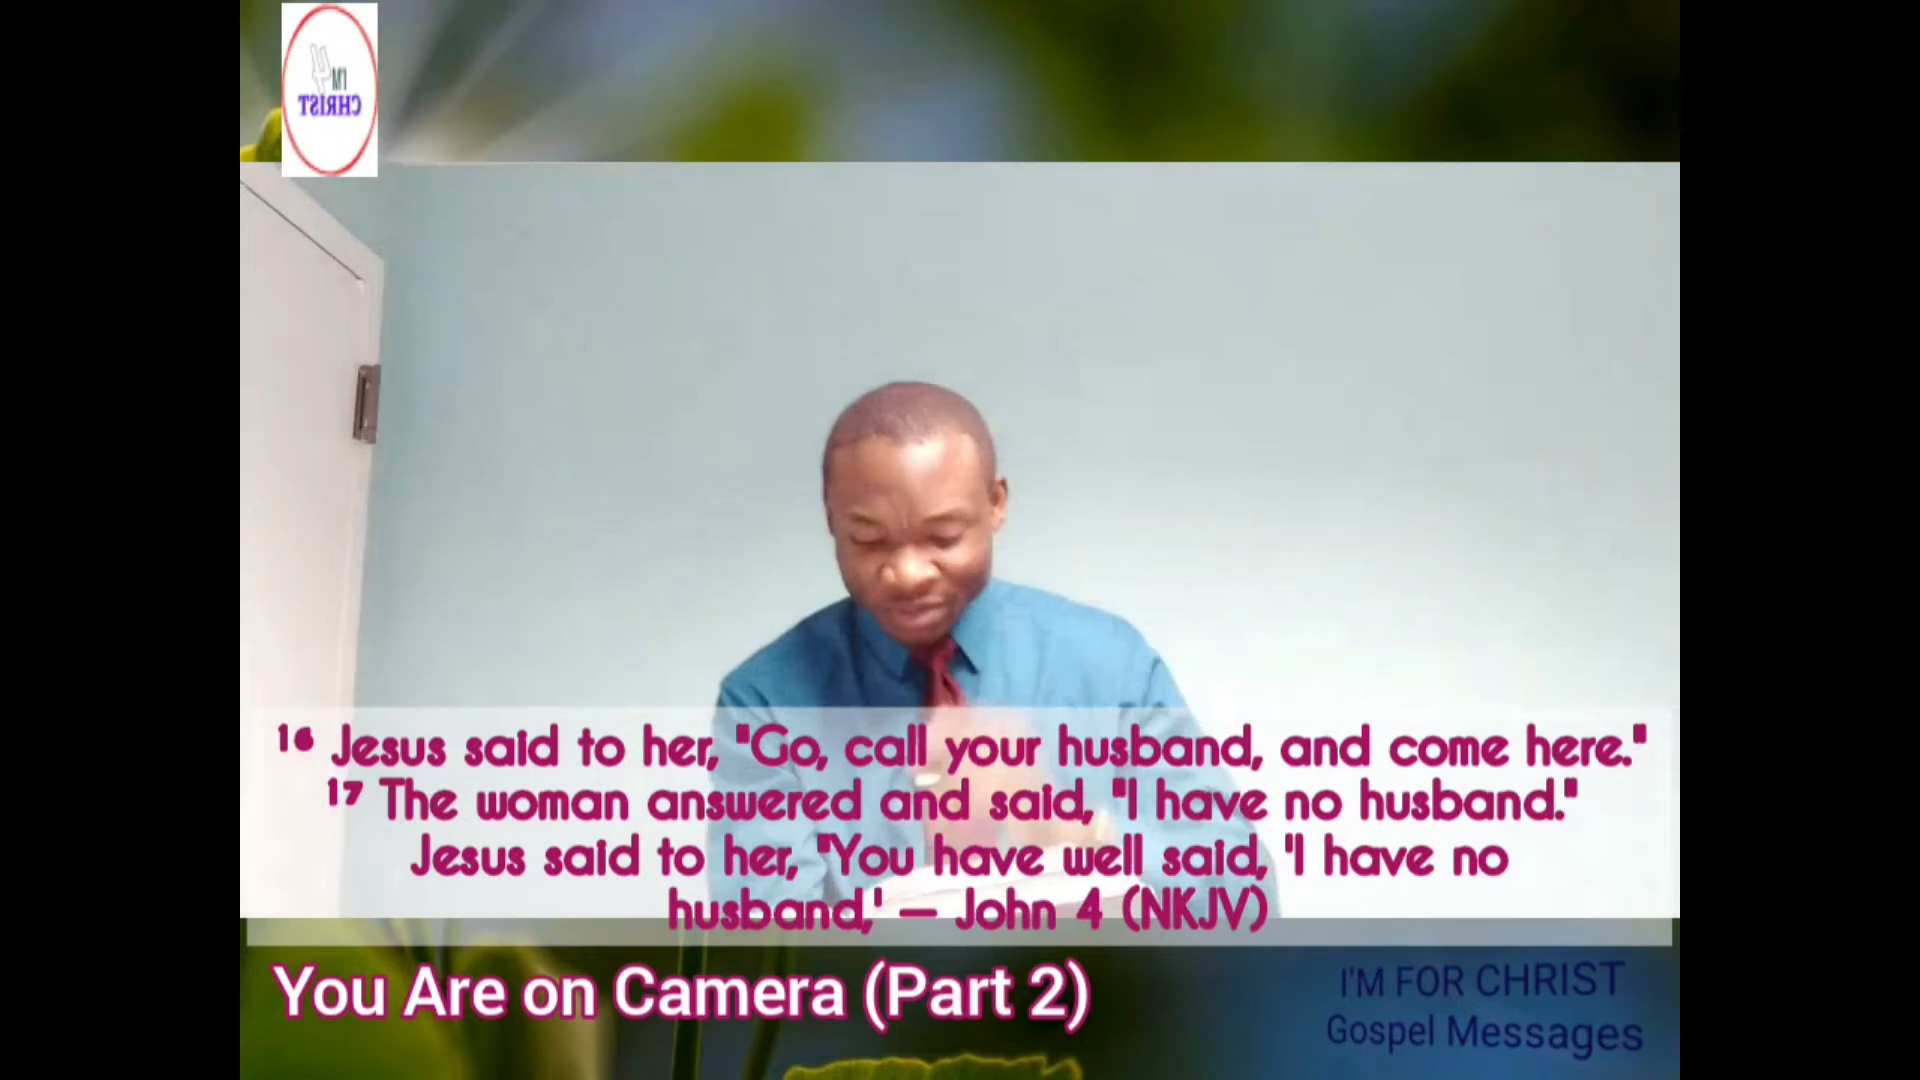 I'M
CHRIST
¹⁶ Jesus said to her, "Go, call your husband, and come here."
¹⁷ The woman answered and said, "I have no husband."
Jesus said to her, "You have well said, 'I have no
husband,' — John 4 (NKJV)
You Are on Camera (Part 2)
I'M FOR CHRIST
Gospel Messages